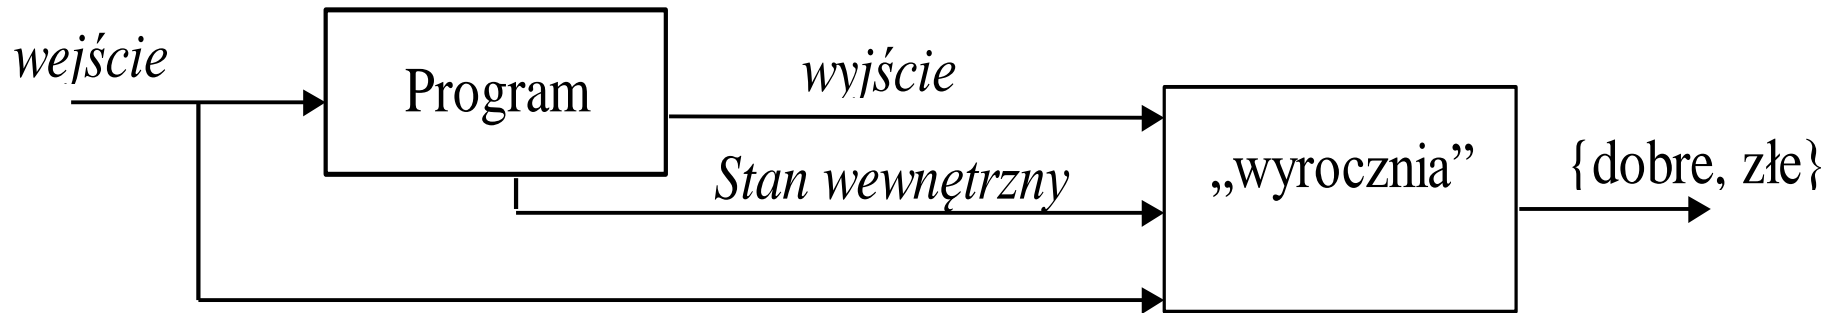 wejście
Program
wyjście
Stan wewnętrzny
„wyrocznia”
{dobre, złe}